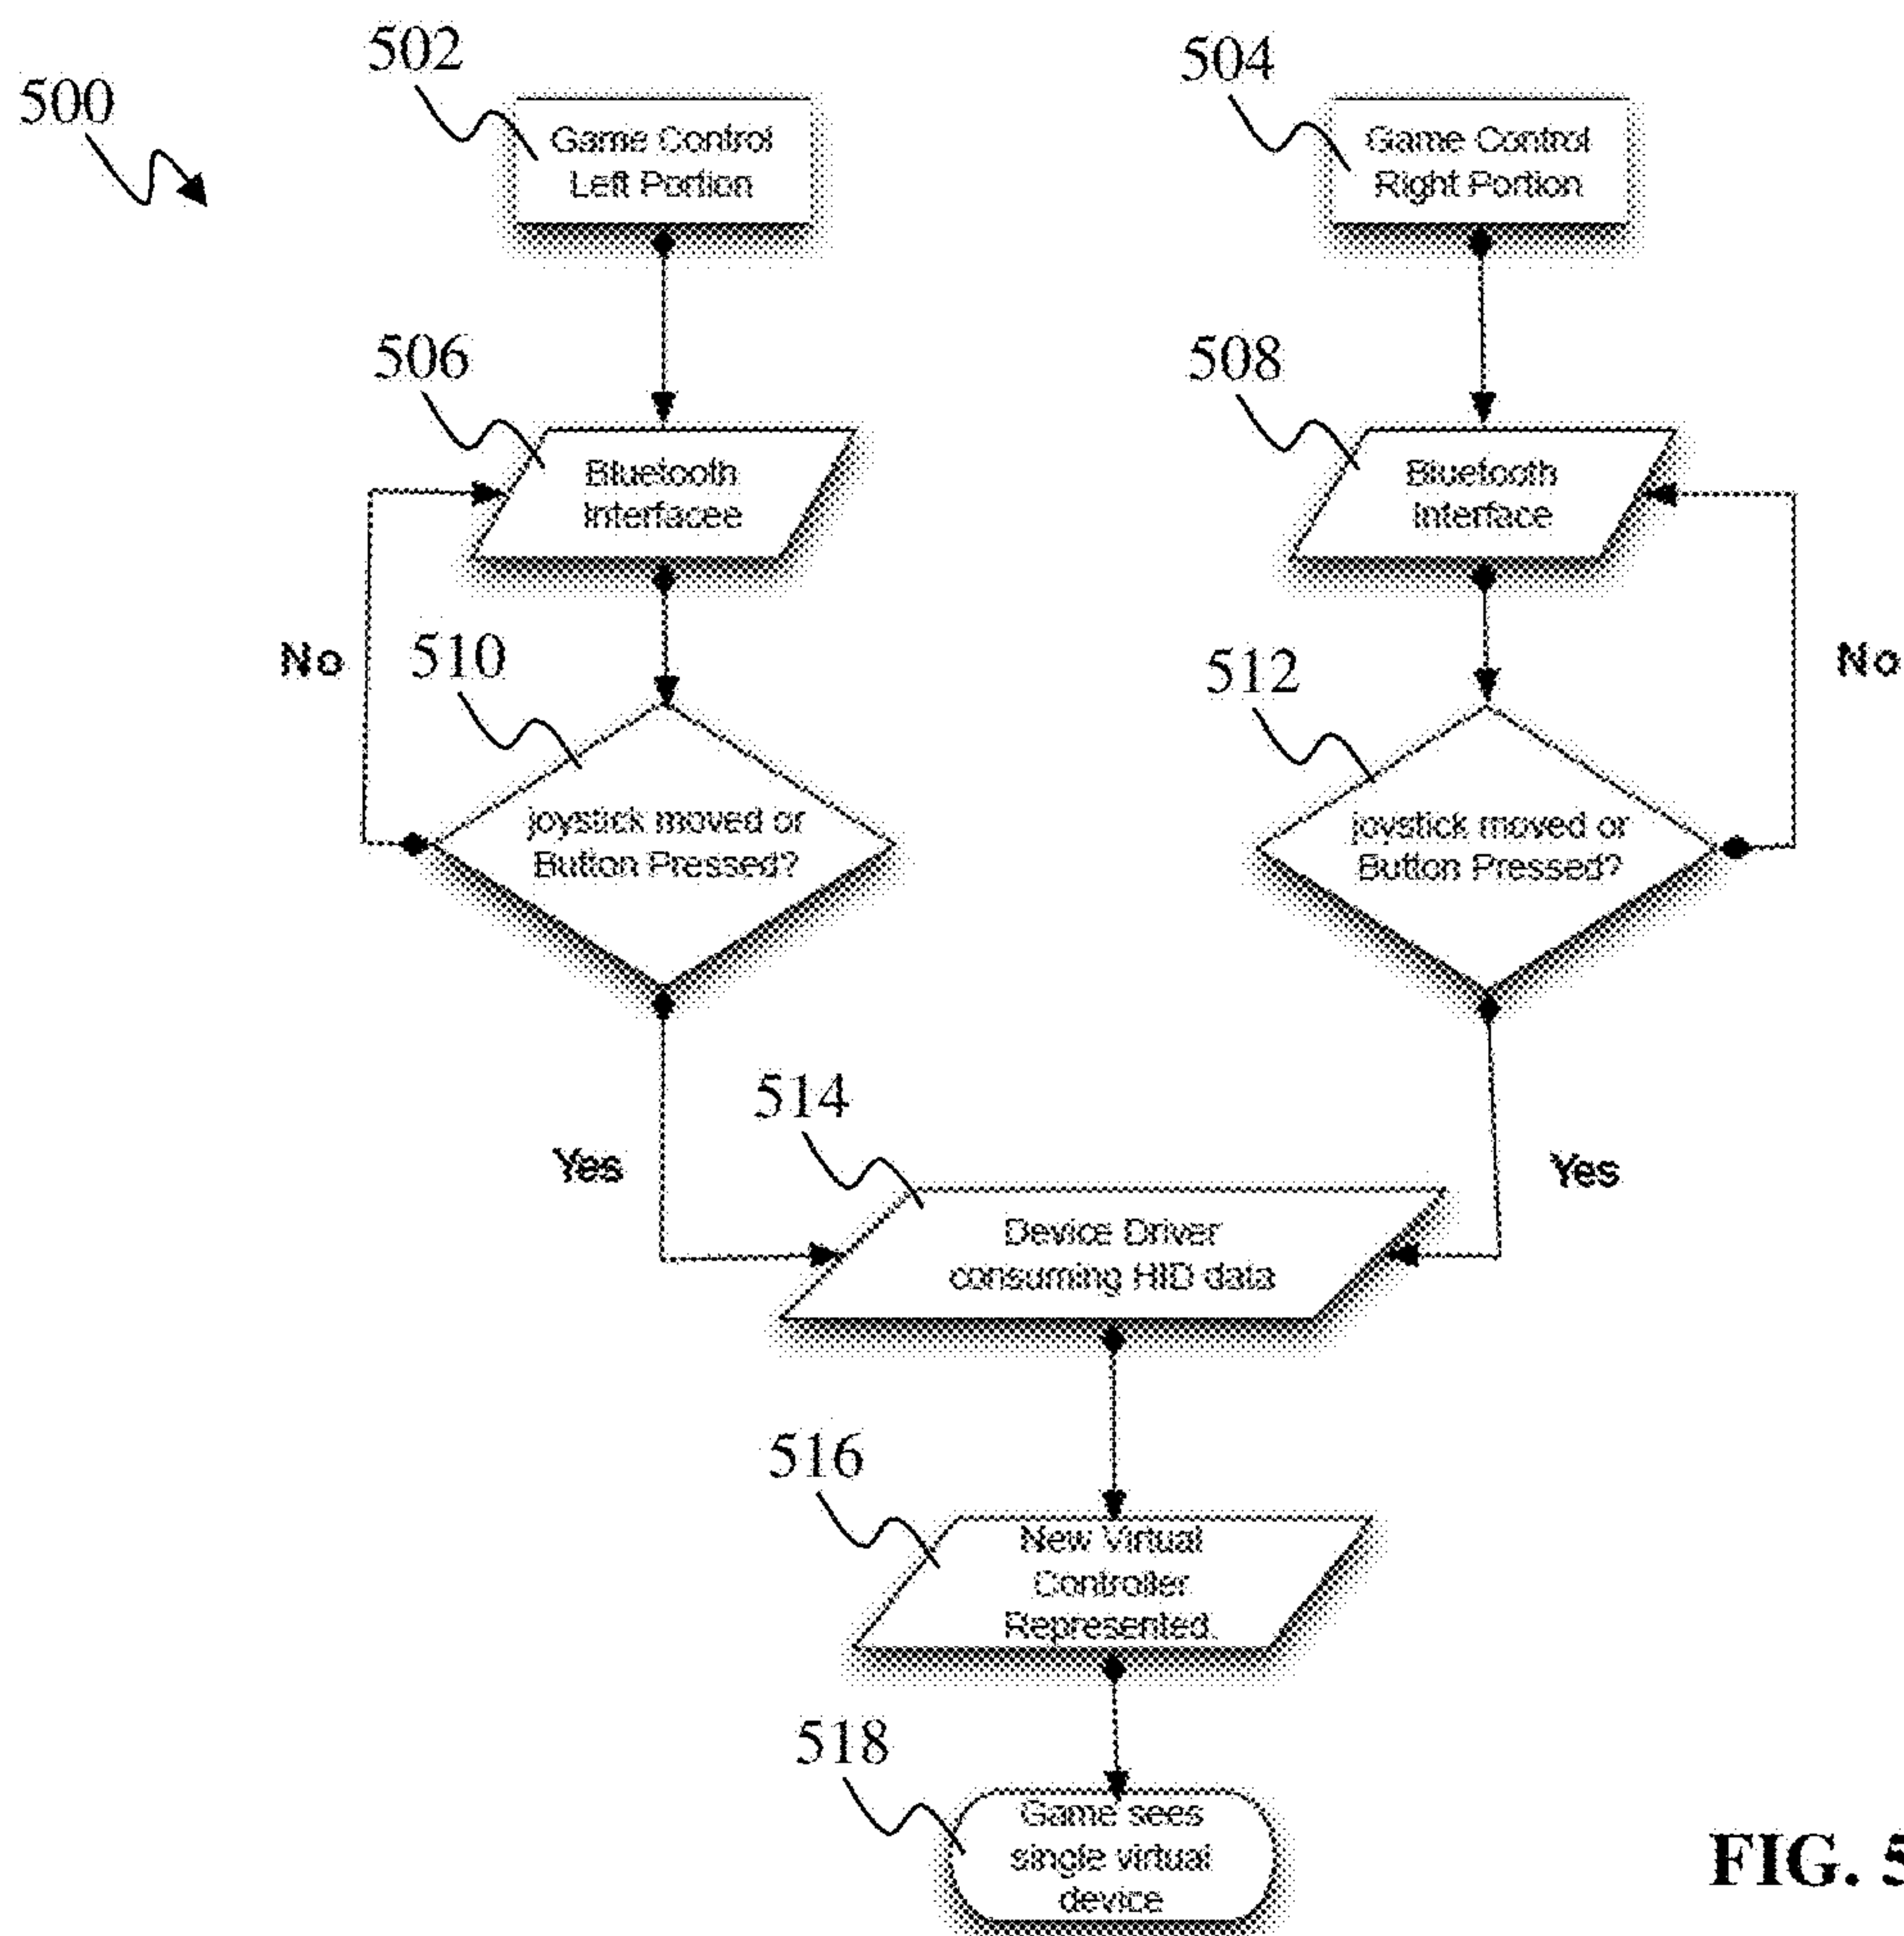 500
502
504
Game Control
Left Portion
Game Control
Right Portion
506
508
Bluetooth
Interfacee
Bluetooth
Interface
No
510
512
No
joystick moved or
Button Pressed?
joystick moved or
Button Pressed?
514
Yes
Yes
Device Driver
consuming HID data
516
New Virtual
Controller
Represented.
518
Game sees
single virtual
device
FIG. 5